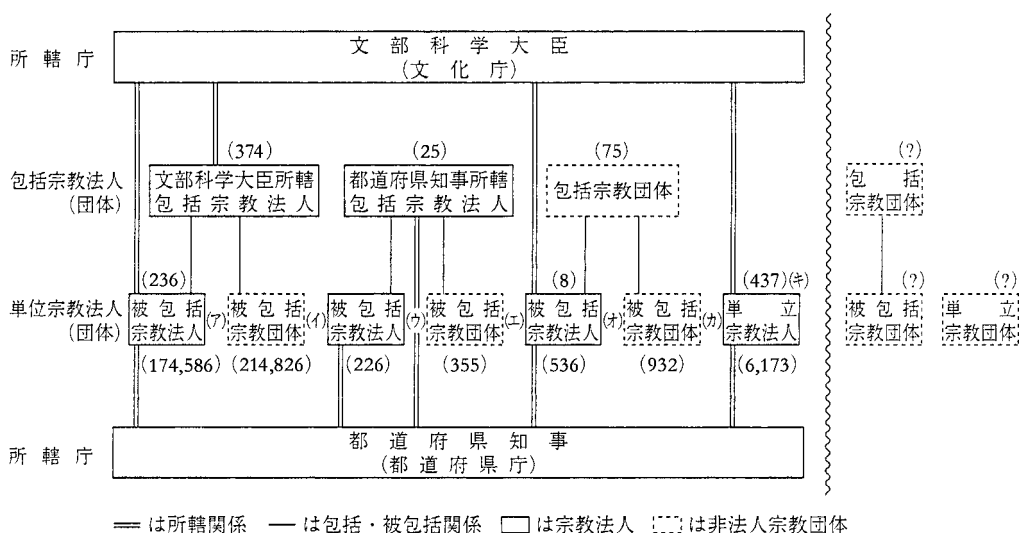 所轄庁
文部科学大臣
(文化庁)
(374)
(25)
(75)
(?)
包括宗教法人
(団体)
文部科学大臣所轄
包括宗教法人
都道府県知事所轄
包括宗教法人
包括宗教団体
包括
宗教団体
(236)
(8)
(437)(キ)
(?)
(?)
単位宗教法人
(団体)
被包括
宗教法人
(ア)
被包括
宗教団体
(イ)
被包括
宗教法人
(ウ)
被包括
宗教団体
(エ)
被包括
宗教法人
(オ)
被包括
宗教団体
(カ)
単立
宗教法人
被包括
宗教団体
単立
宗教団体
(174,586)
(214,826)
(226)
(355)
(536)
(932)
(6,173)
所轄庁
都道府県知事
(都道府県庁)
は所轄関係 は包括・被包括関係 は宗教法人 は非法人宗教団体